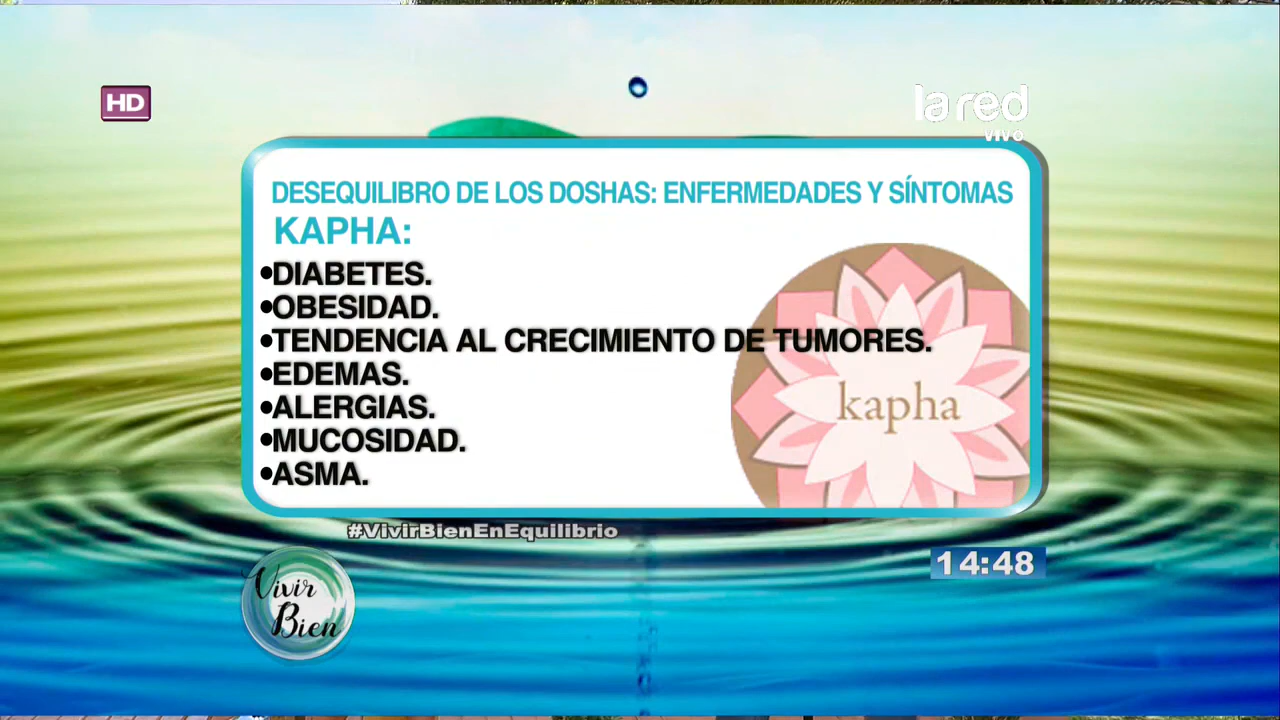 HD
la red
VIVO
DESEQUILIBRO DE LOS DOSHAS: ENFERMEDADES Y SÍNTOMAS
KAPHA:
•DIABETES.
•OBESIDAD.
•TENDENCIA AL CRECIMIENTO DE TUMORES.
•EDEMAS.
•ALERGIAS.
•MUCOSIDAD.
•ASMA.
kapha
#VivirBienEnEquilibrio
14:48
Vivir
Bien